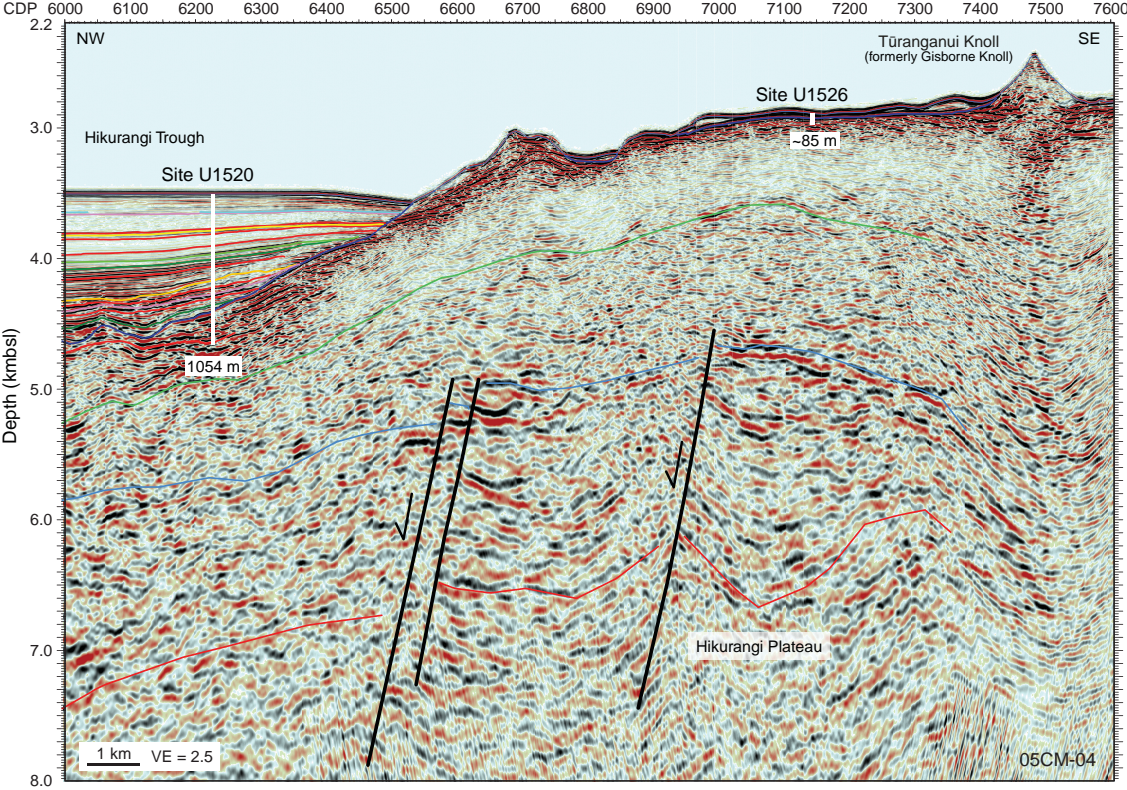 CDP 6000 6100 6200 6300 6400 6500 6600 6700 6800 6900 7000 7100 7200 7300 7400 7500 7600
2.2
NW
Tūranganui Knoll
SE
(formerly Gisborne Knoll)
Site U1526
3.0
Hikurangi Trough
~85 m
Site U1520
4.0
1054 m
Depth (kmbsl)
5.0
6.0
Hikurangi Plateau
7.0
1 km VE = 2.5
05CM-04
8.0